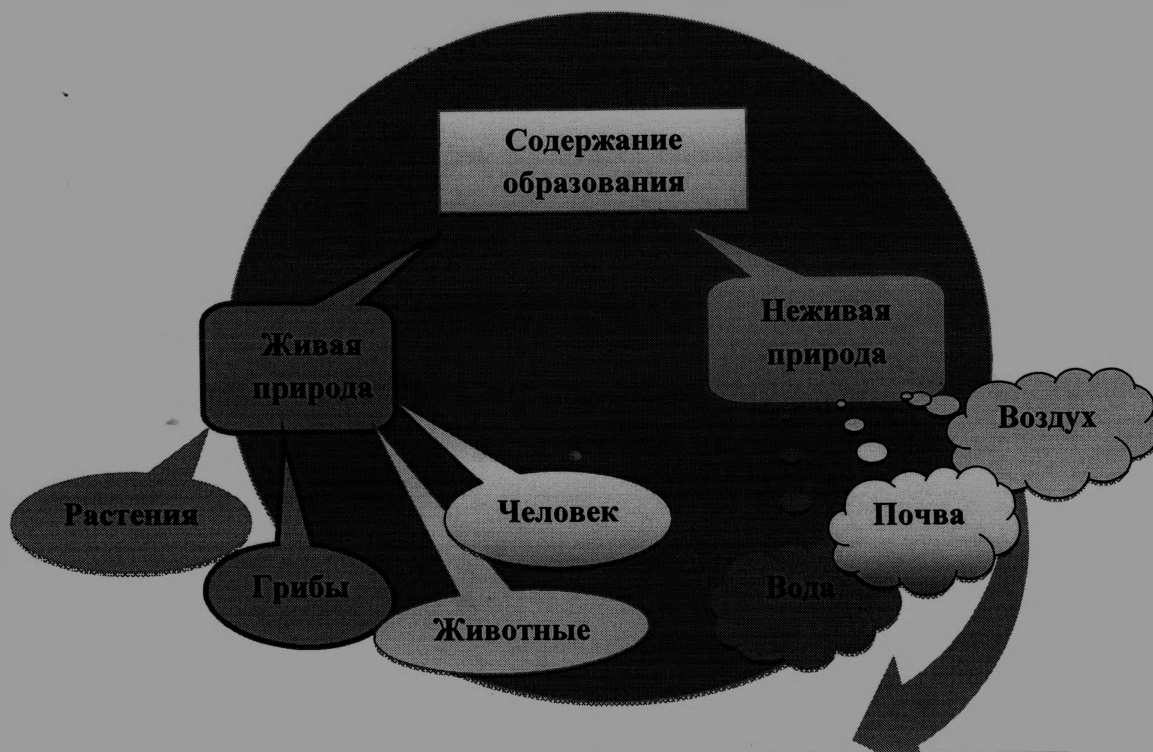 Содержание
образования
Живая
природа
Неживая
природа
Растения
Грибы
Животные
Человек
Вода
Почва
Воздух